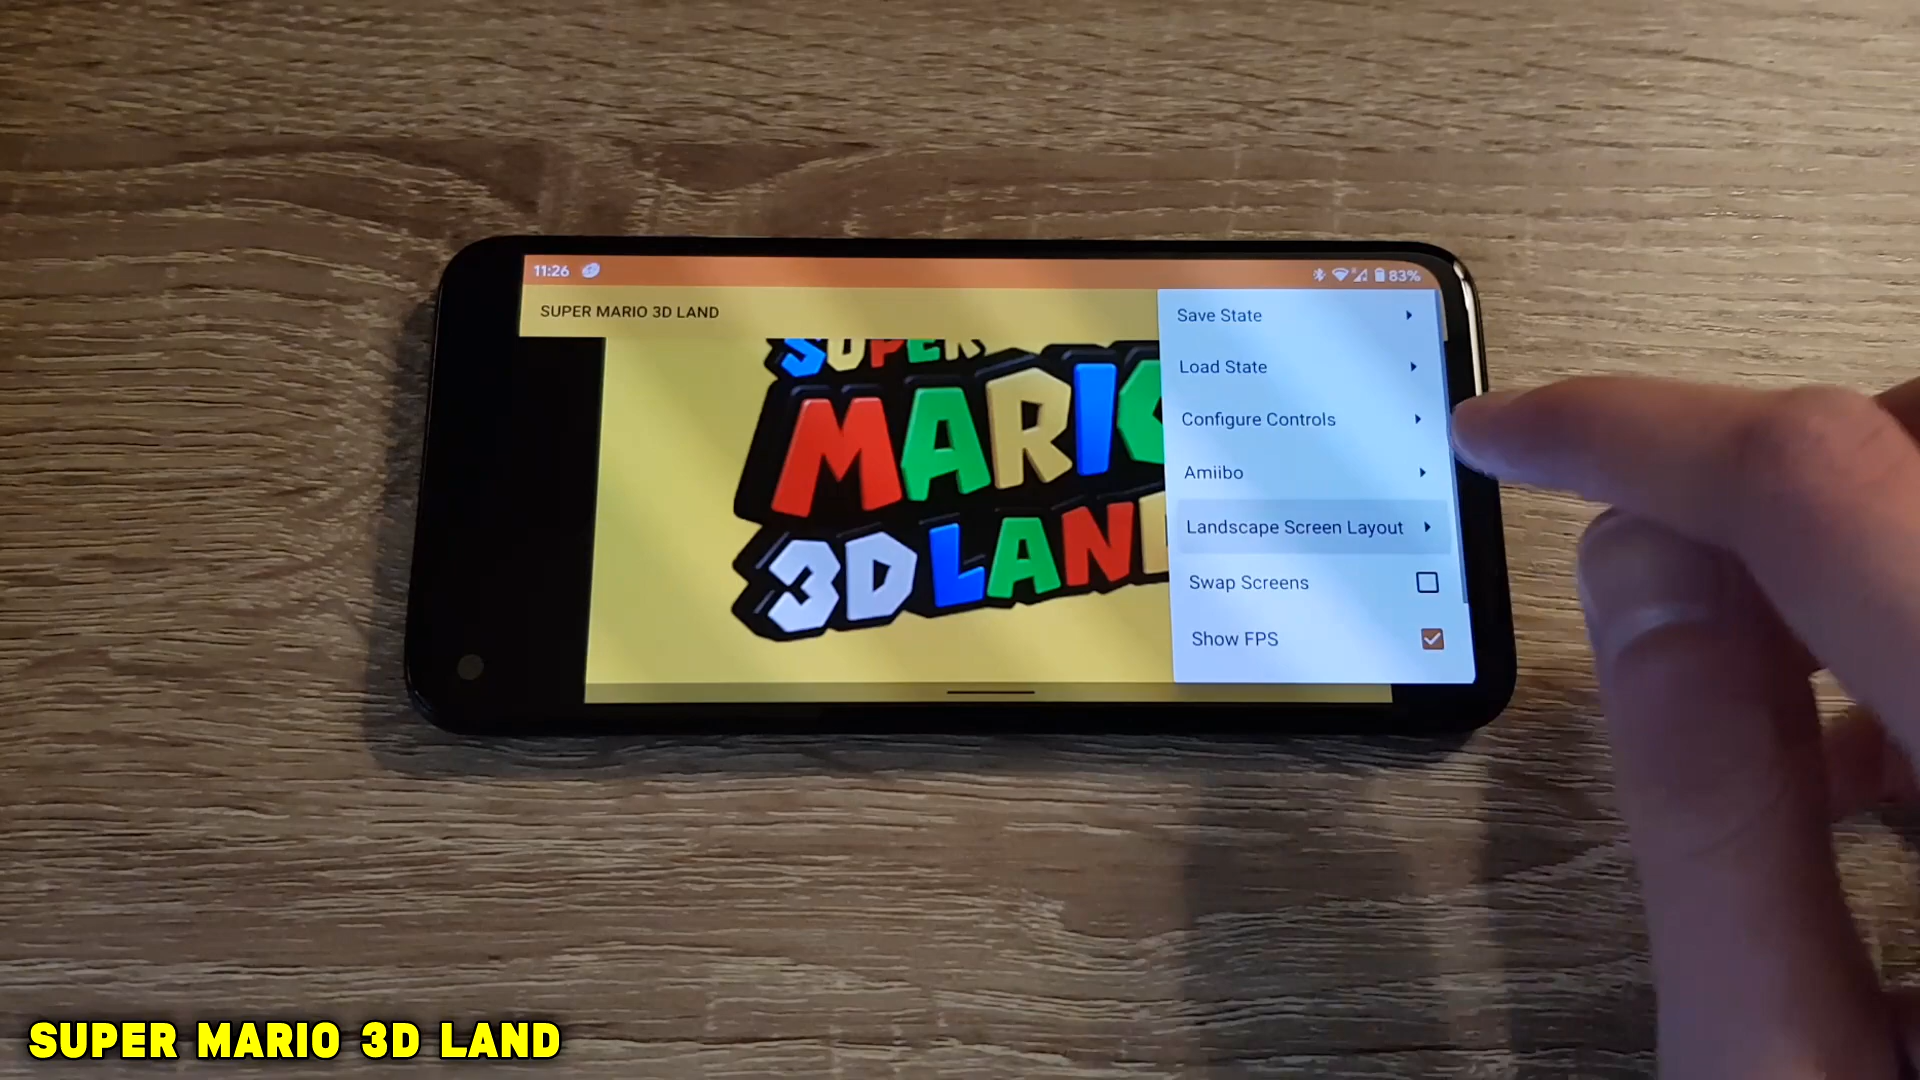 11:26
83%
SUPER MARIO 3D LAND
SUPER
MARIO
3D LAND
Save State
Load State
Configure Controls
Amiibo
Landscape Screen Layout
Swap Screens
Show FPS
SUPER MARIO 3D LAND